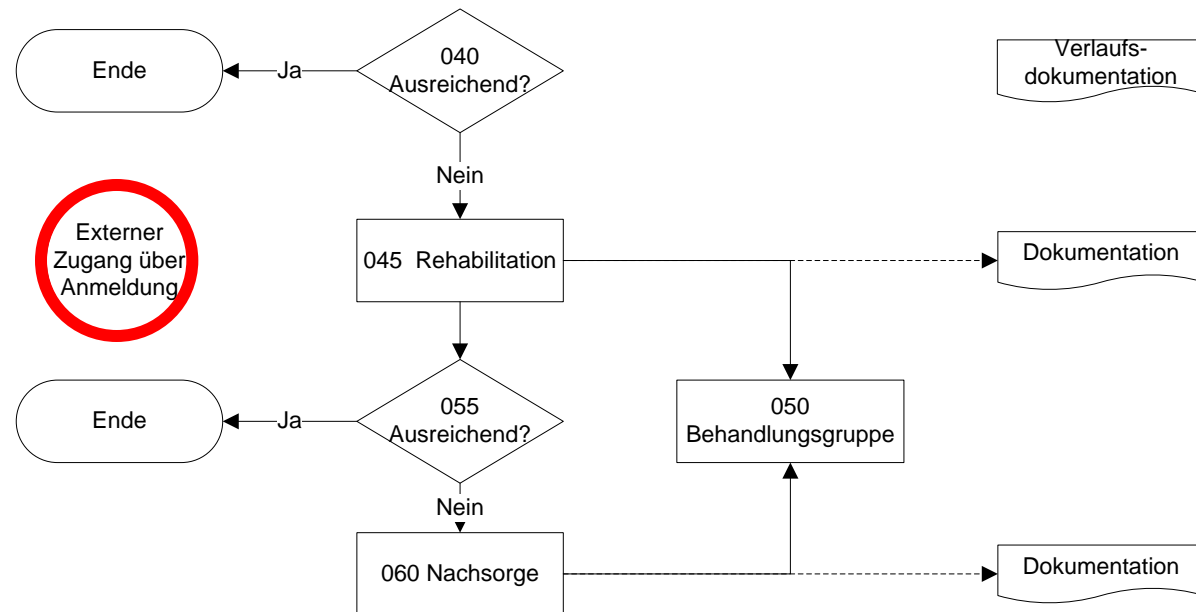 Ende
Ja
040
Ausreichend?
Verlaufs-
dokumentation
Nein
Externer
Zugang über
Anmeldung
045 Rehabilitation
Dokumentation
Ende
Ja
055
Ausreichend?
050
Behandlungsgruppe
Nein
060 Nachsorge
Dokumentation